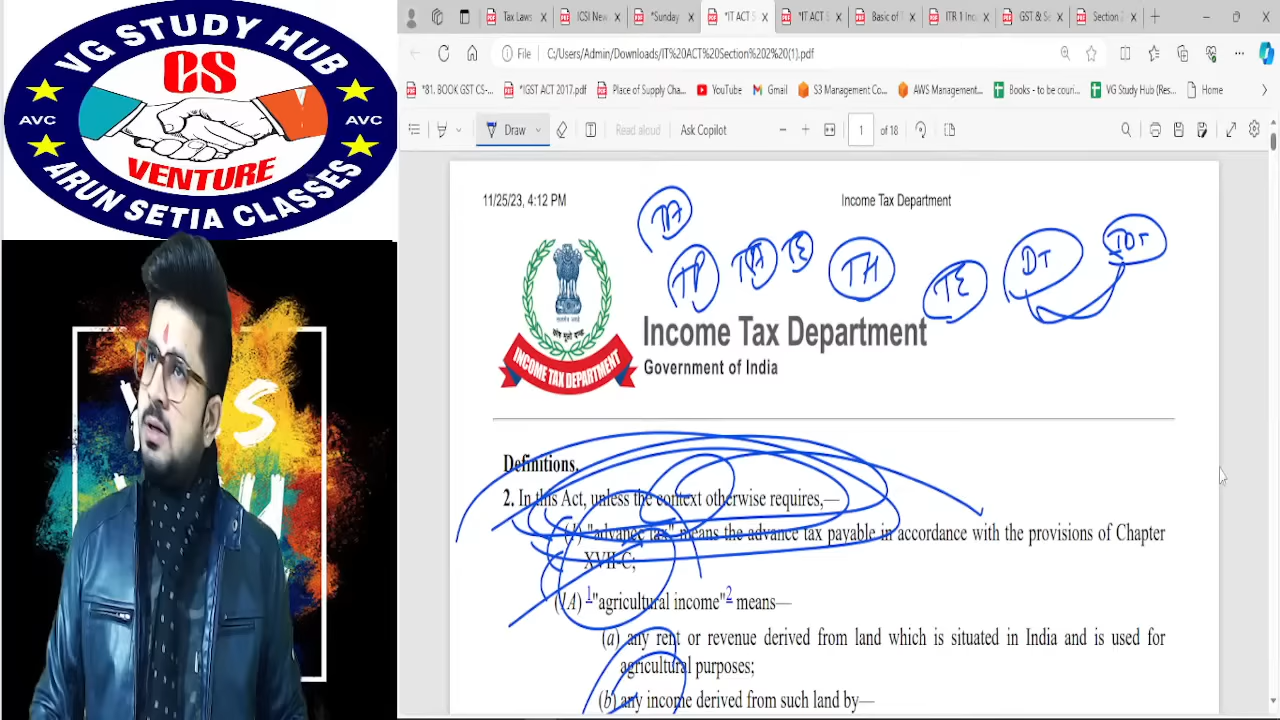 VG STUDY HUB
CS
AVC
AVC
VENTURE
ARUN SETIA CLASSES
S
Tax Laws
(CSI New
*Sunday
*IT ACT S
*IT A
Basic of
ITR 1 Inc
GST & S
Section 2
File
C:/Users/Admin/Downloads/IT%20ACT%20Section%202%20(1).pdf
*81. BOOK GST CS-...
*IGST ACT 2017.pdf
Place of Supply Cha...
YouTube
Gmail
S3 Management Co...
AWS Management...
Books - to be couri...
VG Study Hub (Res...
Home
Draw
Read aloud
Ask Copilot
1
of 18
11/25/23, 4:12 PM
Income Tax Department
TP
TH
TE
DT
IDT
INCOME TAX DEPARTMENT
Income Tax Department
Government of India
Definitions.
2. In this Act, unless the context otherwise requires,—
(1) "advance tax" means the advance tax payable in accordance with the provisions of Chapter
XVII-C;
(1A) 1"agricultural income"2 means—
(a) any rent or revenue derived from land which is situated in India and is used for
agricultural purposes;
(b) any income derived from such land by—